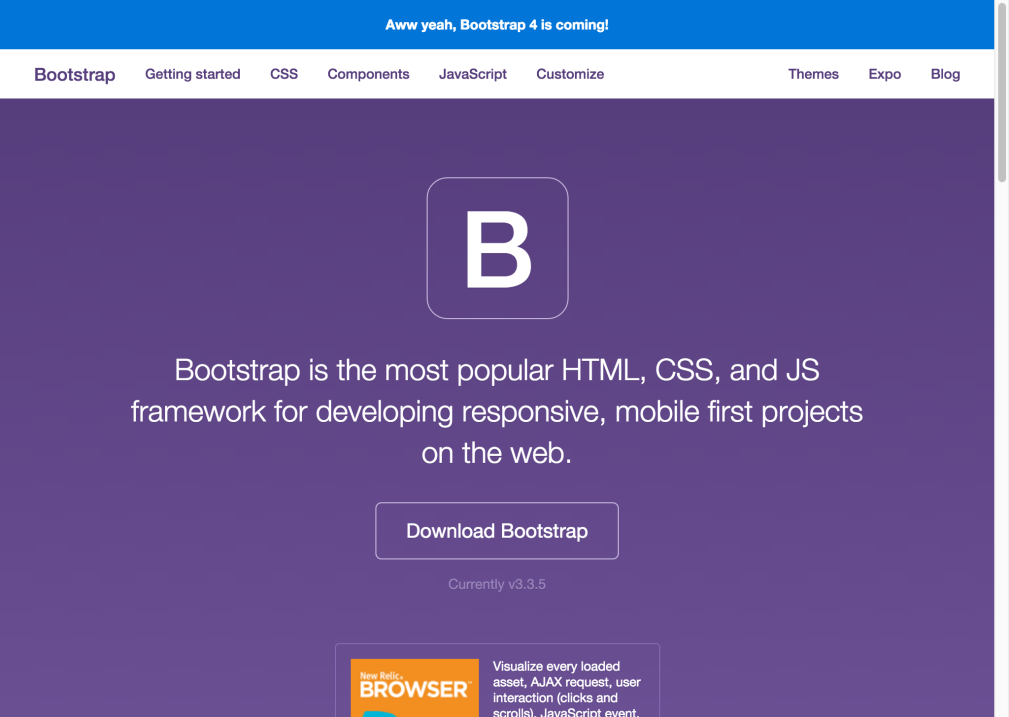 Aww yeah, Bootstrap 4 is coming!
Bootstrap Getting started CSS Components JavaScript Customize Themes Expo Blog
B
Bootstrap is the most popular HTML, CSS, and JS
framework for developing responsive, mobile first projects
on the web.
Download Bootstrap
Currently v3.3.5
New Relic.
BROWSER™
Visualize every loaded
asset, AJAX request, user
interaction (clicks and
scrolls), JavaScript event,